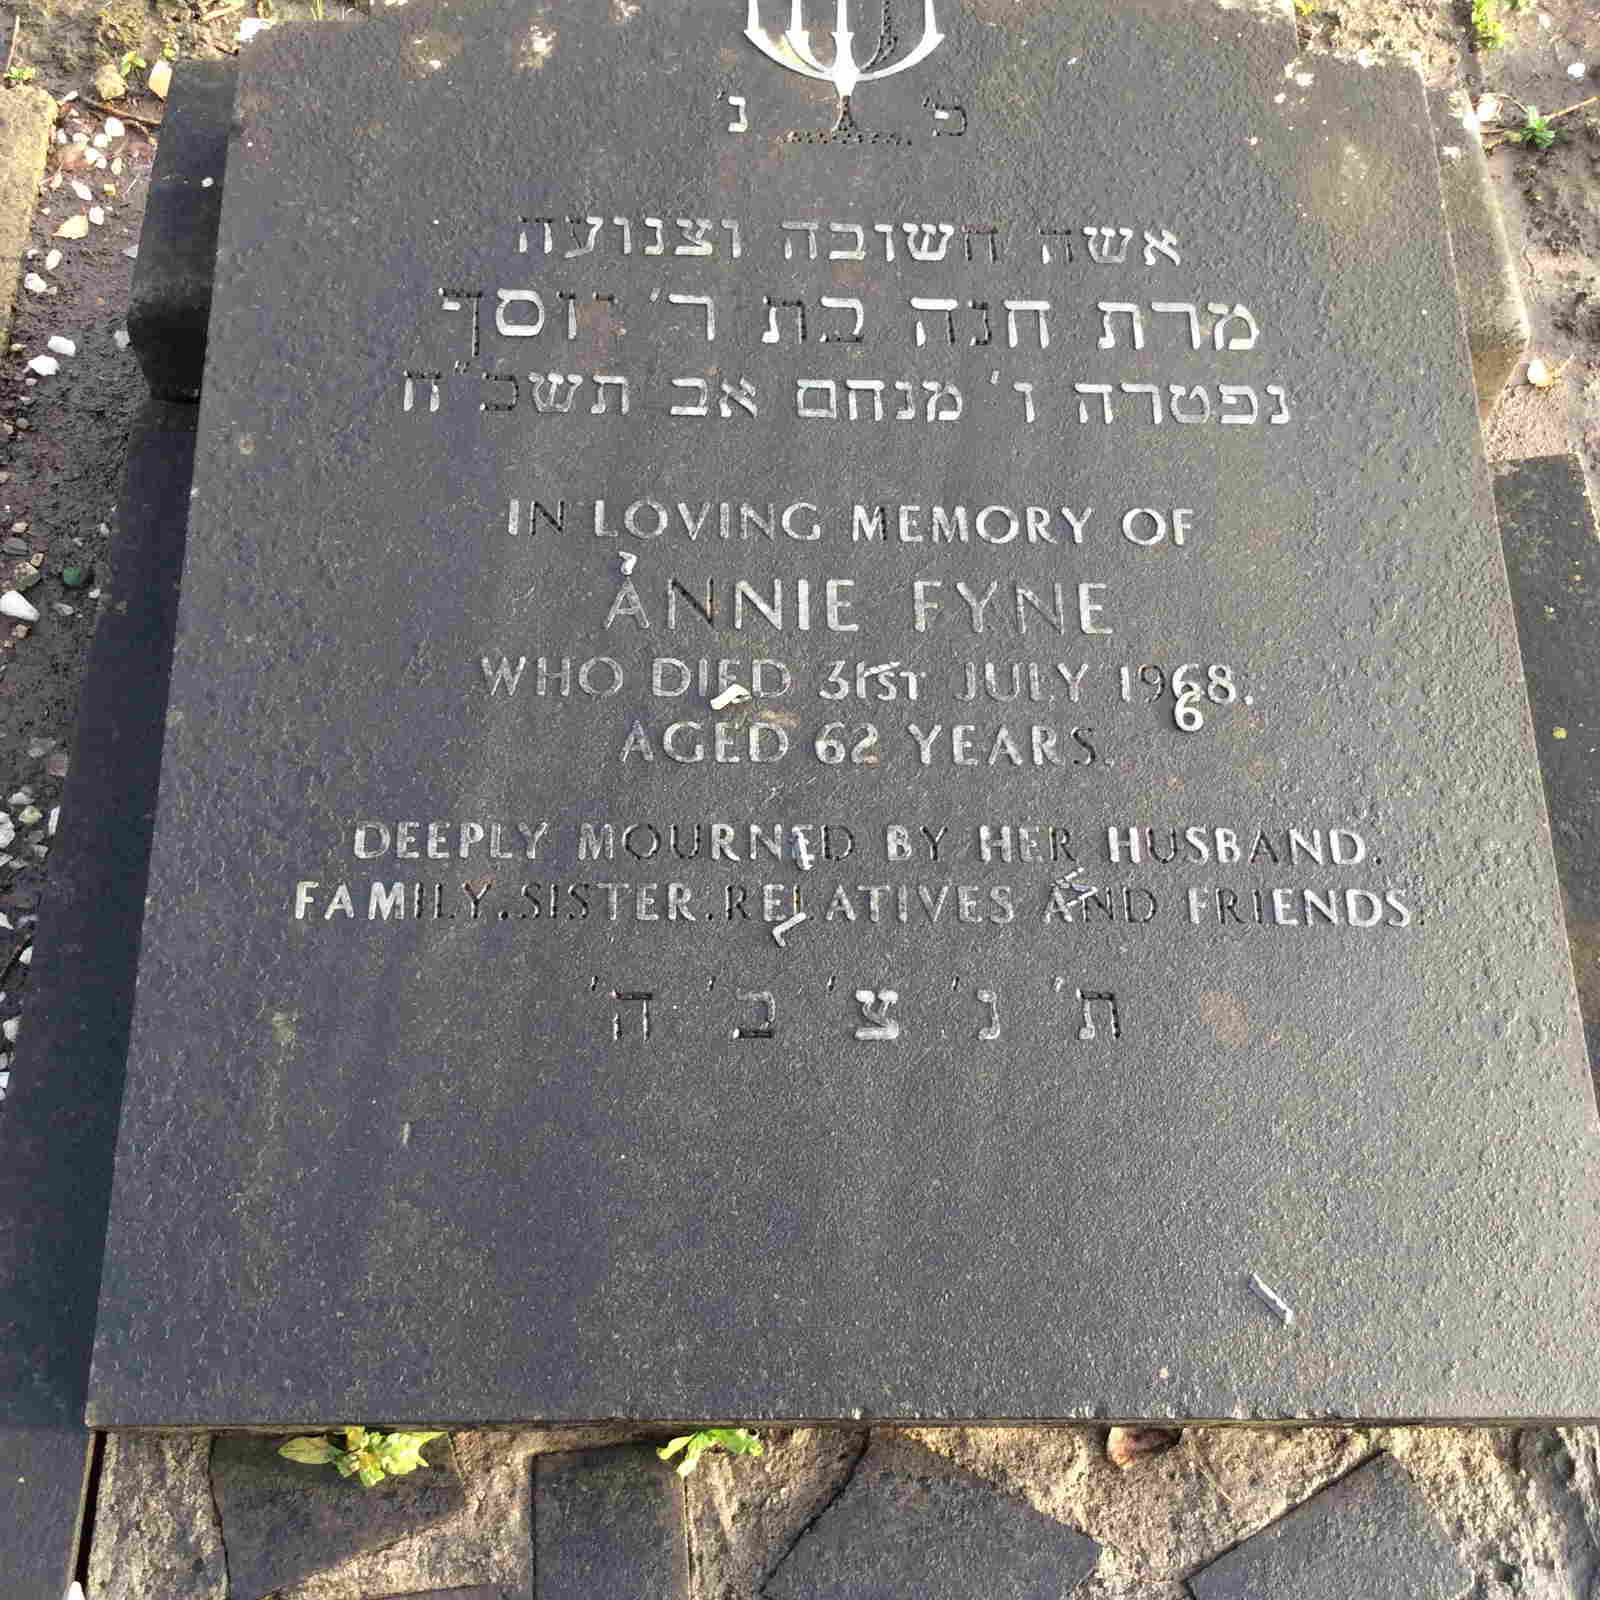 פ' נ'
אשה חשובה וצנועה
מרת חנה בת ר' יוסף
נפטרה ו' מנחם אב תשכ"ח
IN LOVING MEMORY OF
ANNIE FYNE
WHO DIED 31ST JULY 1968.
AGED 62 YEARS.
DEEPLY MOURNED BY HER HUSBAND.
FAMILY. SISTER. RELATIVES AND FRIENDS.
ת' נ' צ' ב' ה'